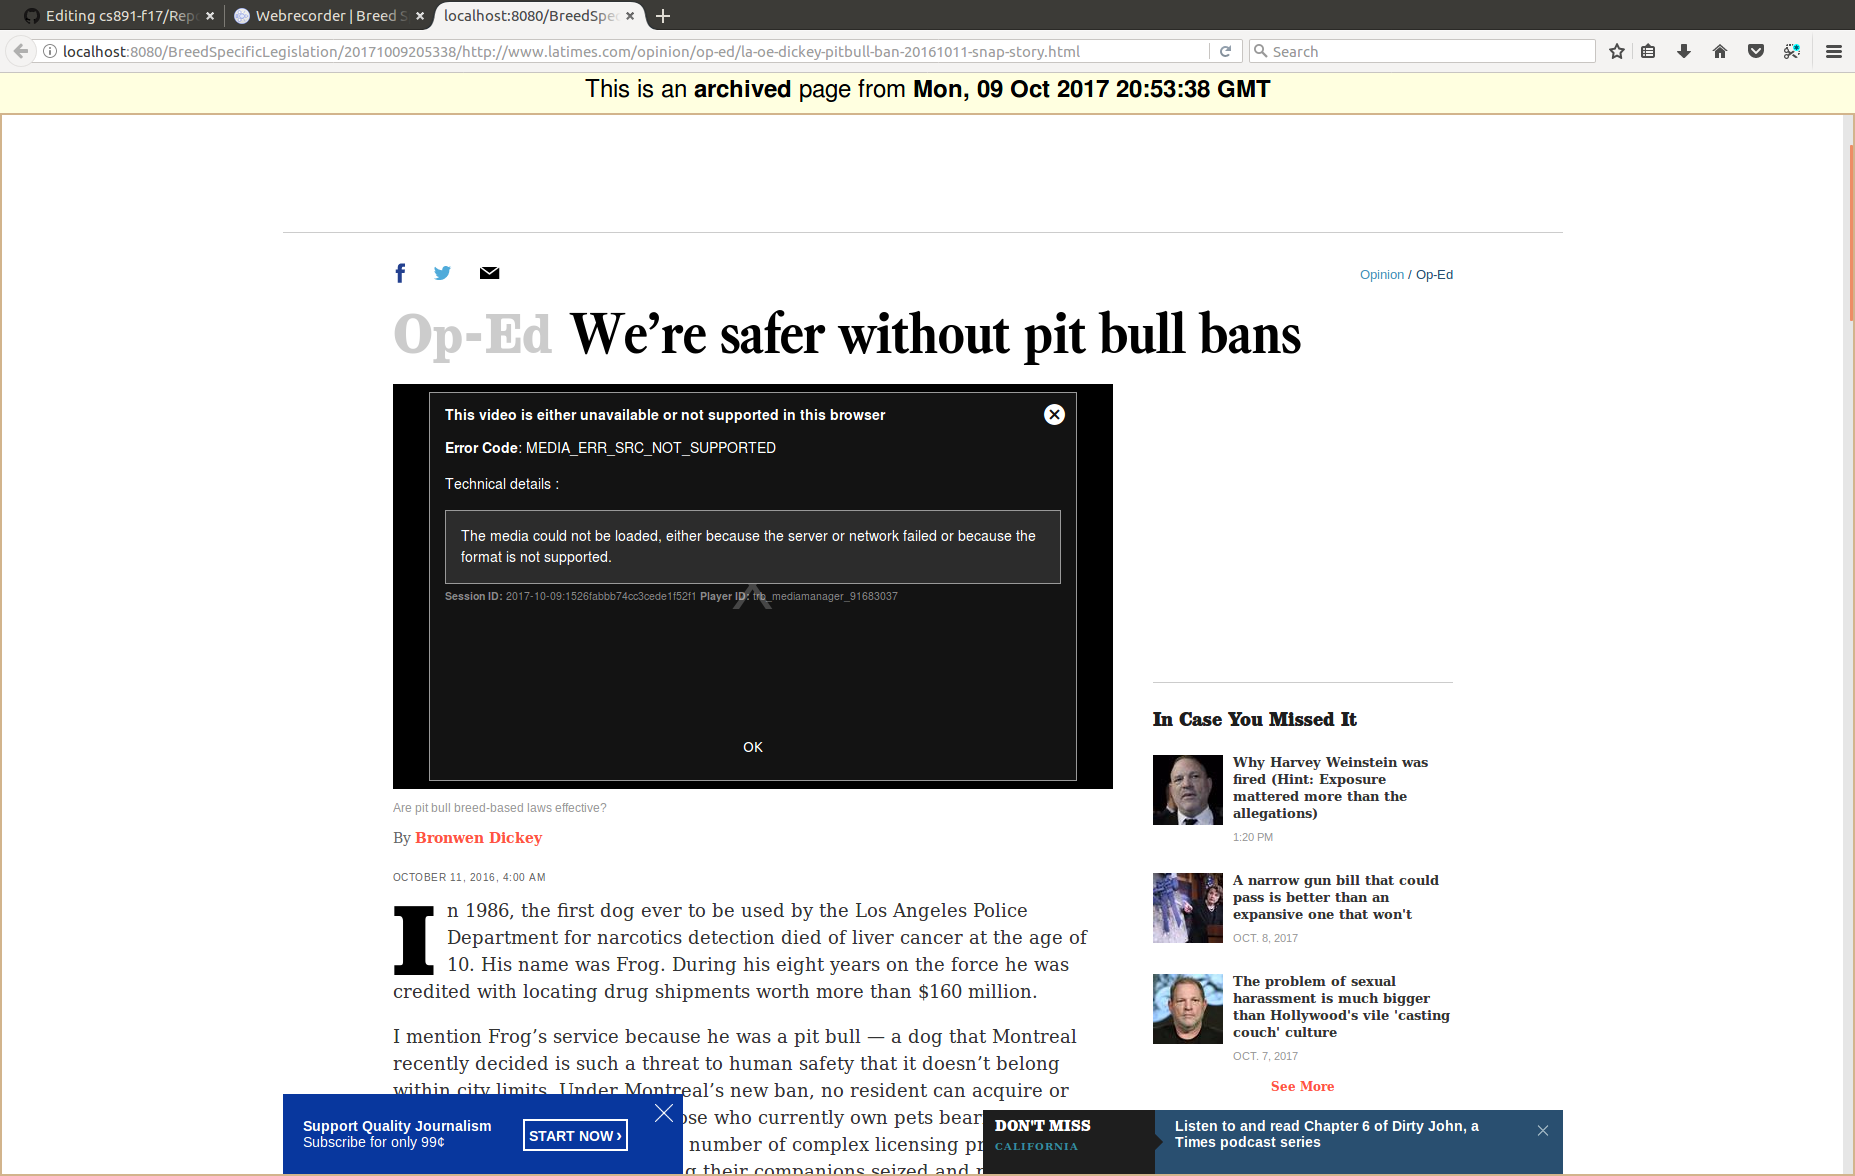 Editing cs891-f17/Rep
Webrecorder | Breed S
localhost:8080/BreedSpe
localhost:8080/BreedSpecificLegislation/20171009205338/http://www.latimes.com/opinion/op-ed/la-oe-dickey-pitbull-ban-20161011-snap-story.html
Search
This is an archived page from Mon, 09 Oct 2017 20:53:38 GMT
Opinion / Op-Ed
Op-Ed We’re safer without pit bull bans
This video is either unavailable or not supported in this browser
Error Code: MEDIA_ERR_SRC_NOT_SUPPORTED
Technical details :
The media could not be loaded, either because the server or network failed or because the
format is not supported.
Session ID: 2017-10-09:1526fabbb74cc3cede1f52f1 Player ID: trb_mediamanager_91683037
OK
Are pit bull breed-based laws effective?
By Bronwen Dickey
OCTOBER 11, 2016, 4:00 AM
In 1986, the first dog ever to be used by the Los Angeles Police
Department for narcotics detection died of liver cancer at the age of
10. His name was Frog. During his eight years on the force he was
credited with locating drug shipments worth more than $160 million.
I mention Frog’s service because he was a pit bull — a dog that Montreal
recently decided is such a threat to human safety that it doesn’t belong
within city limits. Under Montreal’s new ban, no resident can acquire or
ose who currently own pets bear
number of complex licensing pr
g their companions seized and
In Case You Missed It
Why Harvey Weinstein was
fired (Hint: Exposure
mattered more than the
allegations)
1:20 PM
A narrow gun bill that could
pass is better than an
expansive one that won't
OCT. 8, 2017
The problem of sexual
harassment is much bigger
than Hollywood's vile 'casting
couch' culture
OCT. 7, 2017
See More
Support Quality Journalism
Subscribe for only 99¢
START NOW ›
DON'T MISS
CALIFORNIA
Listen to and read Chapter 6 of Dirty John, a
Times podcast series